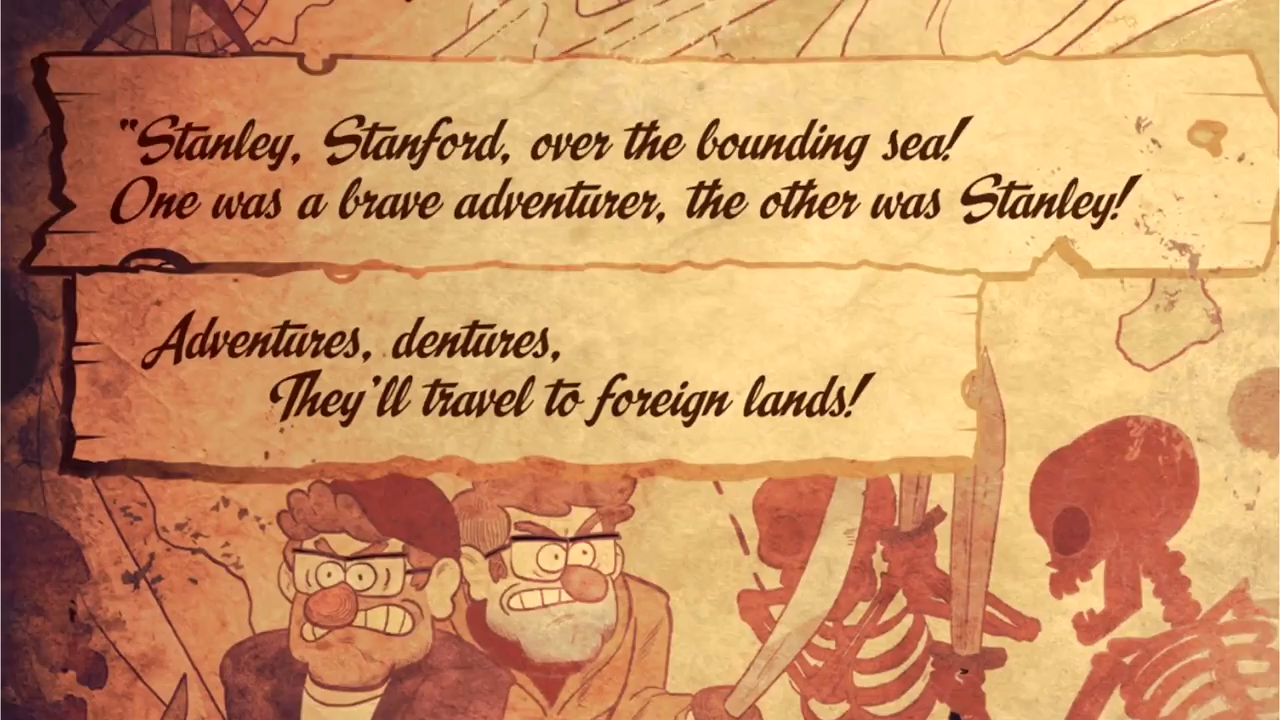 “Stanley, Stanford, over the bounding sea!
One was a brave adventurer, the other was Stanley!
Adventures, dentures,
They’ll travel to foreign lands!